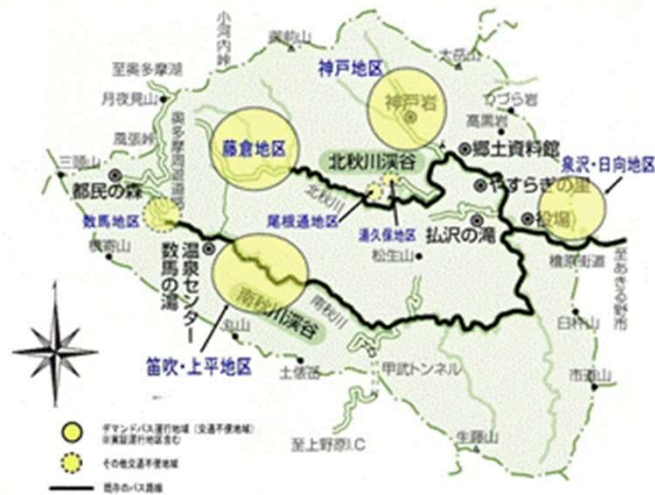 小河内峠
御前山
大岳山
神戸地区
至奥多摩湖
月夜見山
神戸岩
つづら岩
高黒岩
風張峠
奥多摩周遊道路
藤倉地区
北秋川渓谷
郷土資料館
泉沢・日向地区
三頭山
都民の森
北秋川
やすらぎの里
数馬地区
尾根通地区
湯久保地区
払沢の滝
役場
松生山
檜原街道
至あきる野市
温泉センター
数馬の湯
南秋川
南秋川渓谷
丸山
臼杵山
笛吹・上平地区
土俵岳
甲武トンネル
市道山
至上野原I.C
生藤山
デマンドバス運行地域（交通不便地域）
※実証運行地区含む
その他交通不便地域
既存のバス路線